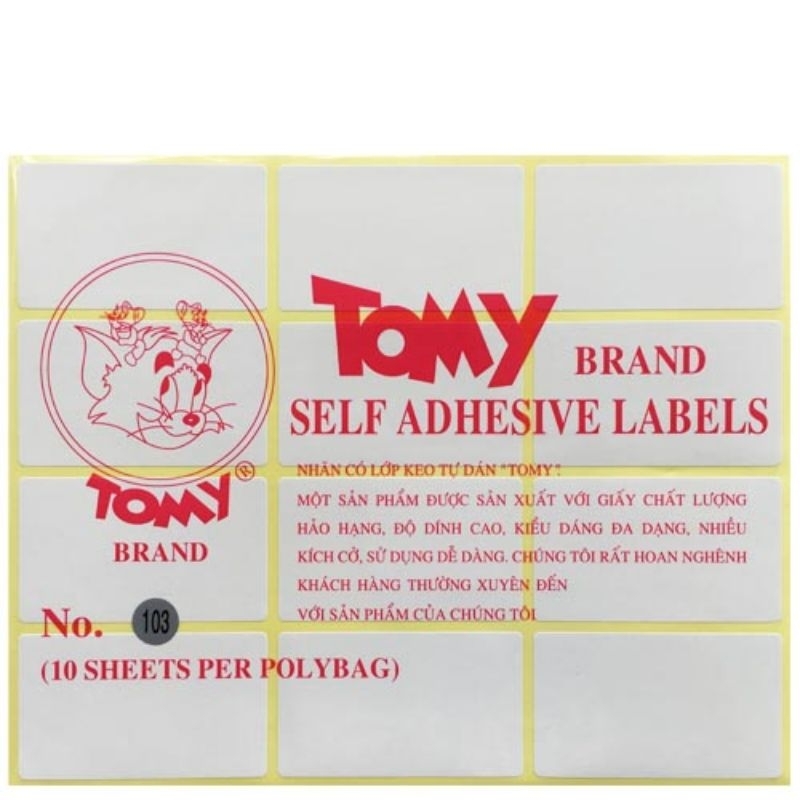 TOMY BRAND
SELF ADHESIVE LABELS
NHÃN CÓ LỚP KEO TỰ DÁN "TOMY".
MỘT SẢN PHẨM ĐƯỢC SẢN XUẤT VỚI GIẤY CHẤT LƯỢNG
HẢO HẠNG, ĐỘ DÍNH CAO, KIỂU DÁNG ĐA DẠNG, NHIỀU
KÍCH CỞ, SỬ DỤNG DỄ DÀNG. CHÚNG TÔI RẤT HOAN NGHÊNH
KHÁCH HÀNG THƯỜNG XUYÊN ĐẾN
VỚI SẢN PHẨM CỦA CHÚNG TÔI
TOMY®
BRAND
No. 103
(10 SHEETS PER POLYBAG)